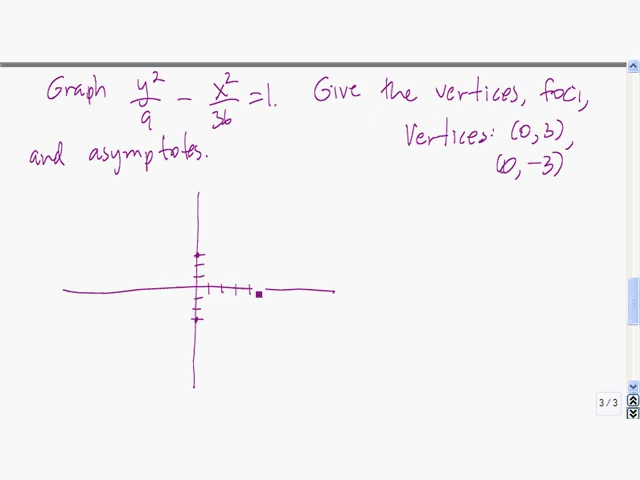 Graph y²/9 - x²/36 = 1. Give the vertices, foci,
and asymptotes.
Vertices: (0,3),
(0,-3)
3/3